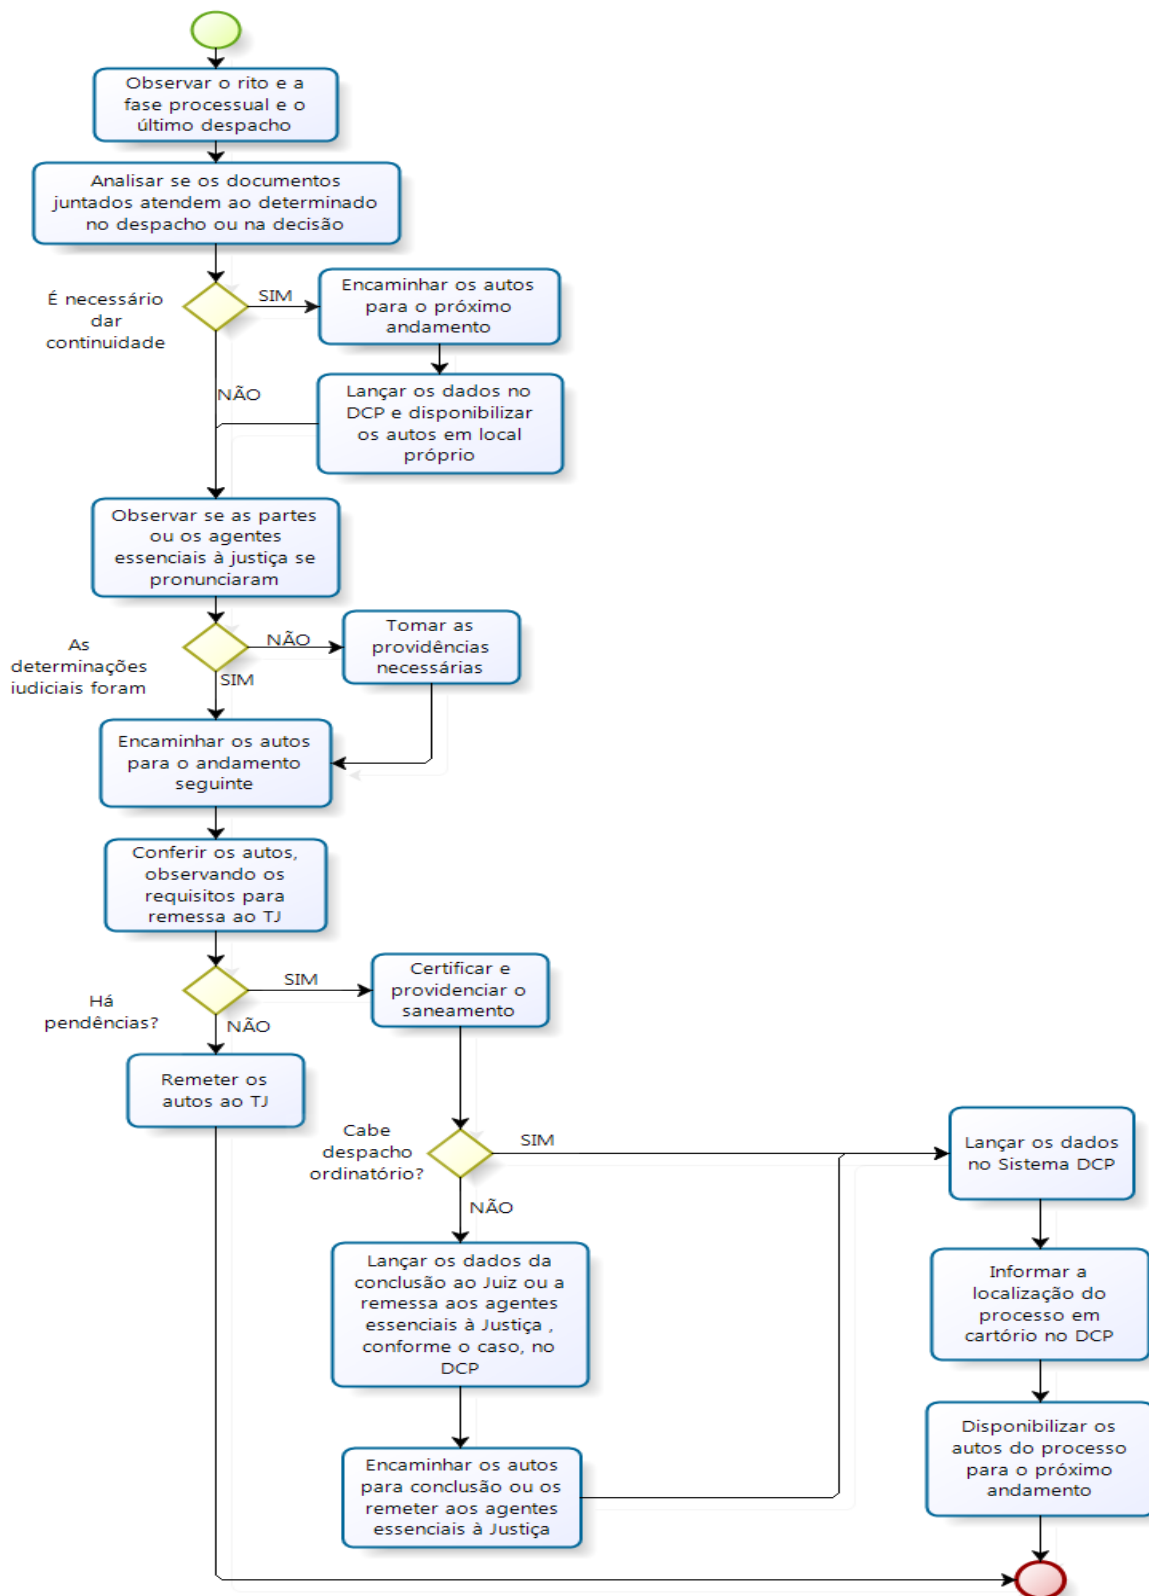 Observar o rito e a
fase processual e o
último despacho
Analisar se os documentos
juntados atendem ao determinado
no despacho ou na decisão
É necessário
dar
continuidade
SIM
Encaminhar os autos
para o próximo
andamento
NÃO
Lançar os dados no
DCP e disponibilizar
os autos em local
próprio
Observar se as partes
ou os agentes
essenciais à justiça se
pronunciaram
As
determinações
iudiciais foram
NÃO
SIM
Tomar as
providências
necessárias
Encaminhar os autos
para o andamento
seguinte
Conferir os autos,
observando os
requisitos para
remessa ao TJ
Há
pendências?
SIM
NÃO
Certificar e
providenciar o
saneamento
Remeter os
autos ao TJ
Cabe
despacho
ordinatório?
SIM
NÃO
Lançar os dados
no Sistema DCP
Lançar os dados da
conclusão ao Juiz ou a
remessa aos agentes
essenciais à Justiça ,
conforme o caso, no
DCP
Informar a
localização do
processo em
cartório no DCP
Encaminhar os autos
para conclusão ou os
remeter aos agentes
essenciais à Justiça
Disponibilizar os
autos do processo
para o próximo
andamento